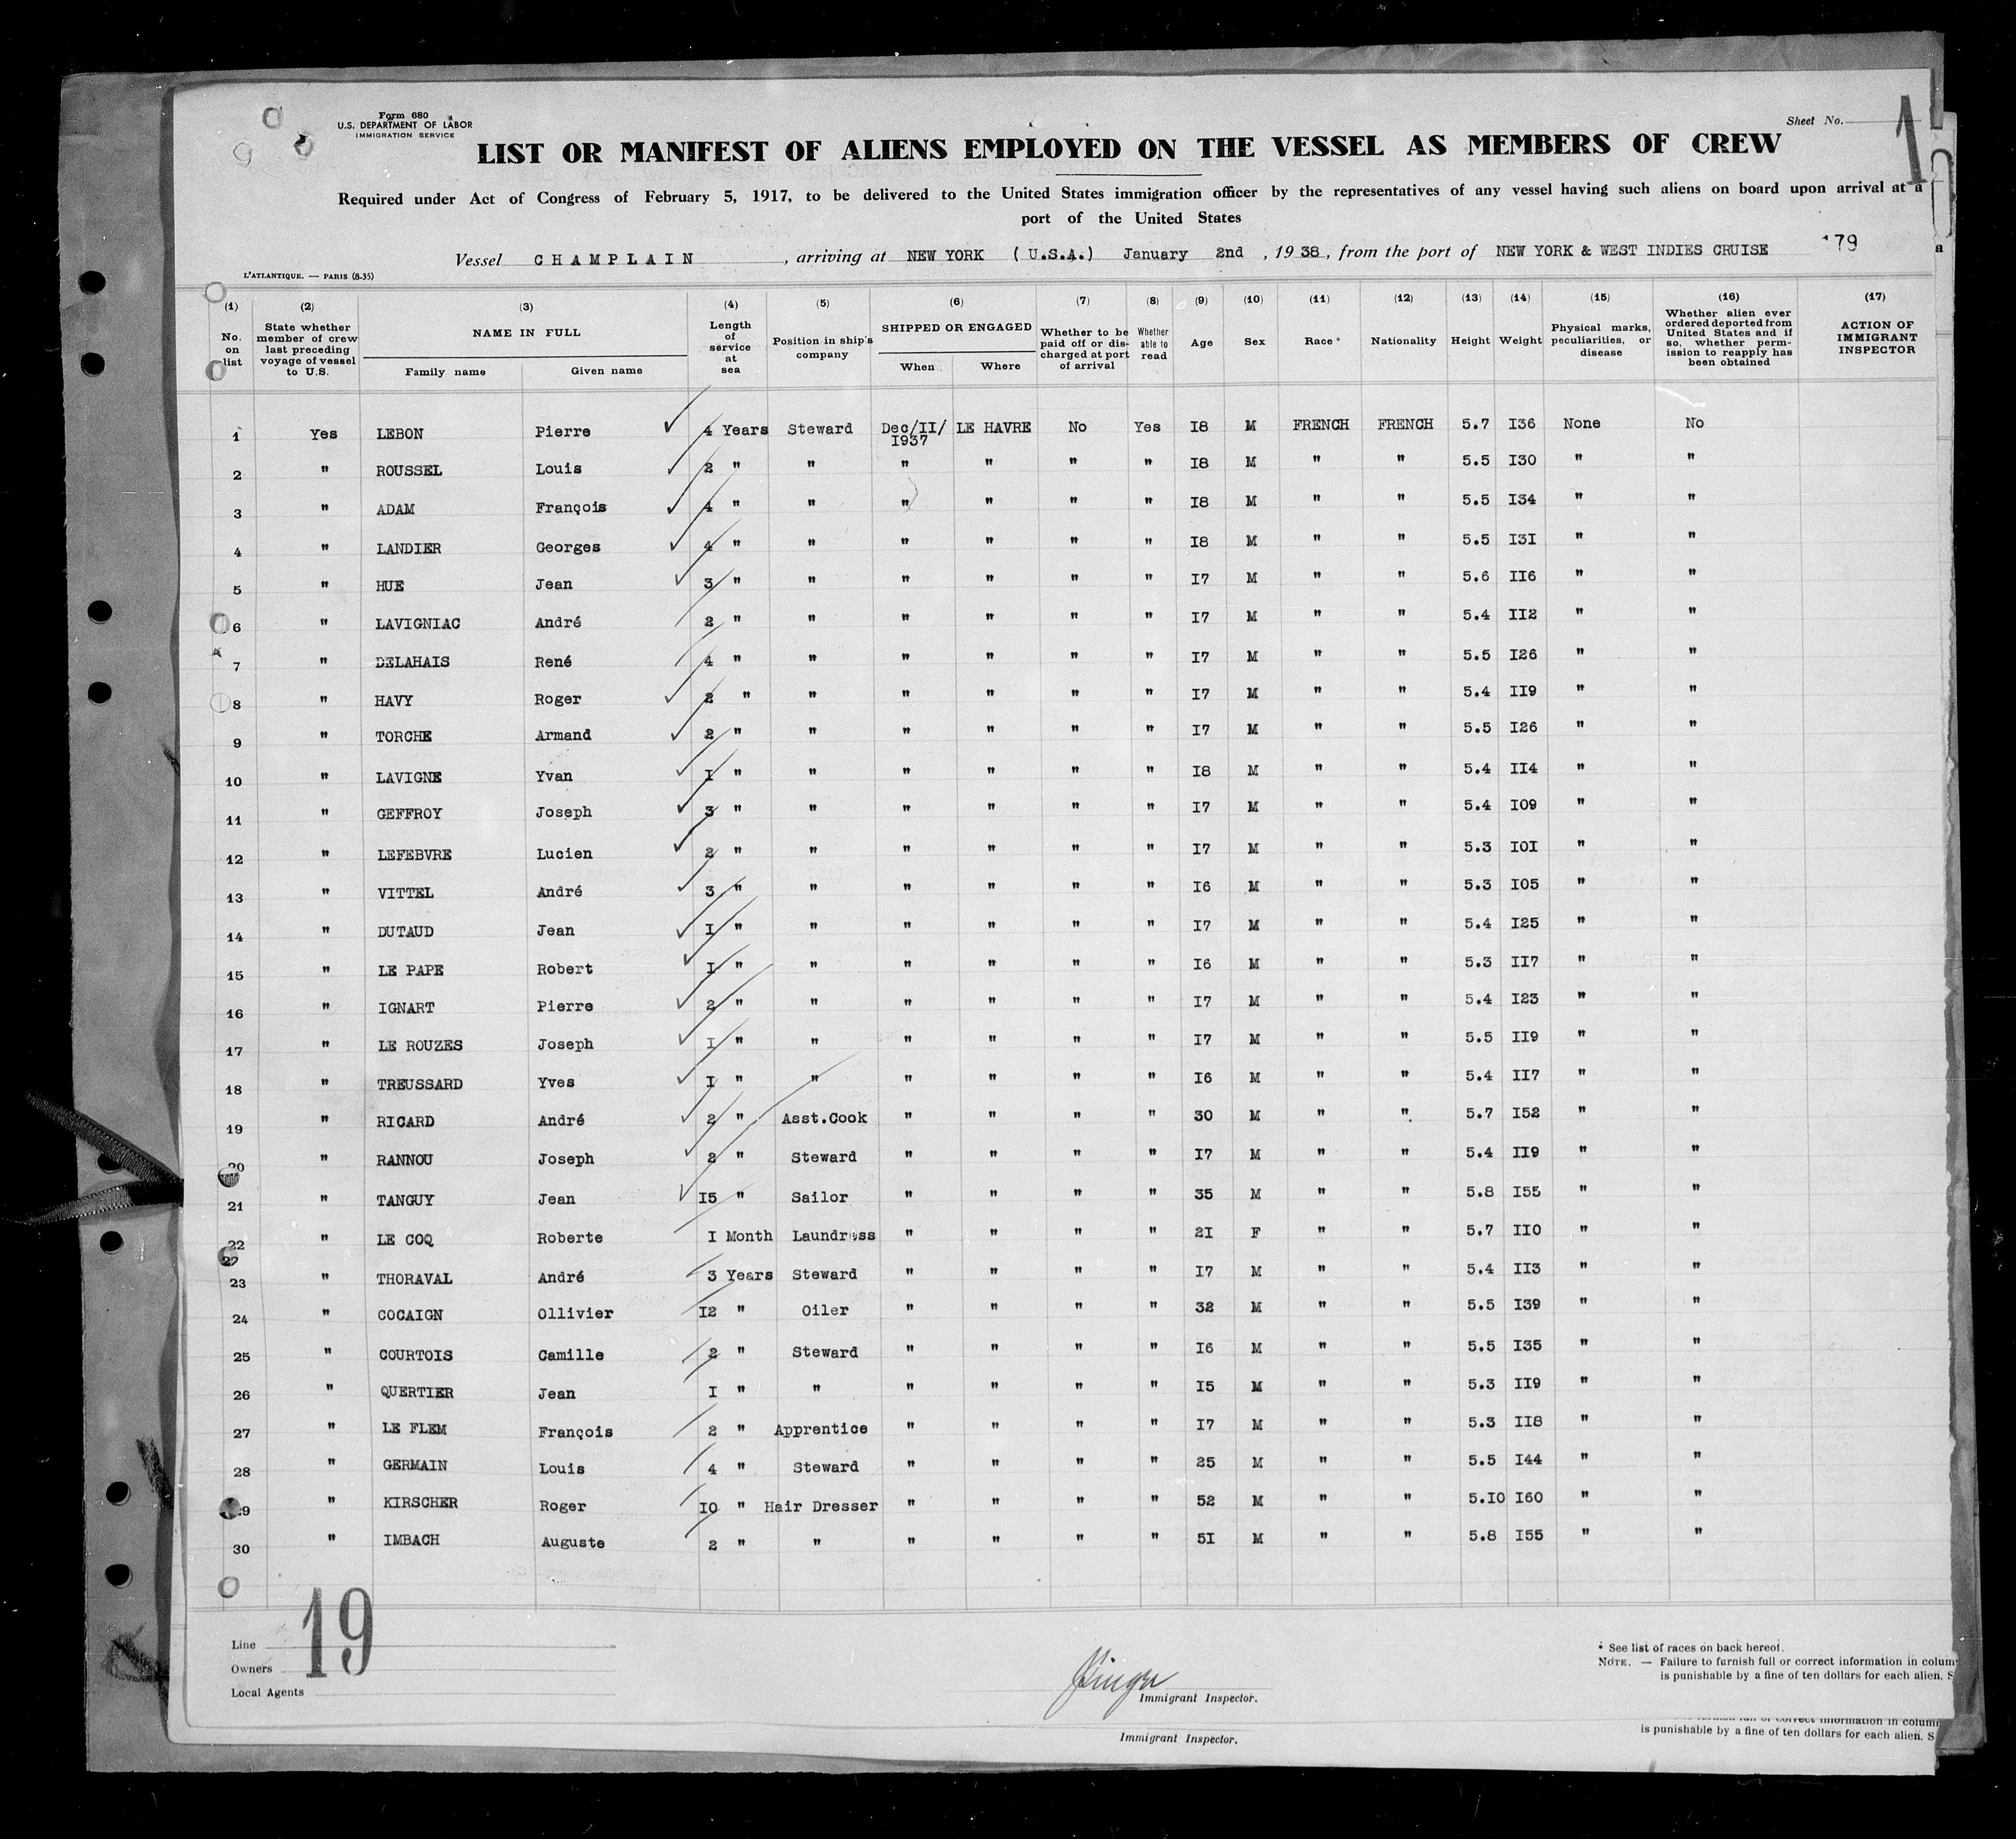 Form 680
U.S. DEPARTMENT OF LABOR
IMMIGRATION SERVICE
Sheet No.
1
LIST OR MANIFEST OF ALIENS EMPLOYED ON THE VESSEL AS MEMBERS OF CREW
Required under Act of Congress of February 5, 1917, to be delivered to the United States immigration officer by the representatives of any vessel having such aliens on board upon arrival at a
port of the United States
Vessel CHAMPLAIN, arriving at NEW YORK (U.S.A.) January 2nd, 1938, from the port of NEW YORK & WEST INDIES CRUISE 179
L'ATLANTIQUE. — PARIS (8-35)
(1) (2) (3) (4) (5) (6) (7) (8) (9) (10) (11) (12) (13) (14) (15) (16) (17)
No. on list | State whether member of crew last preceding voyage of vessel to U.S. | NAME IN FULL Family name Given name | Length of service at sea | Position in ship's company | SHIPPED OR ENGAGED When Where | Whether to be paid off or discharged at port of arrival | Whether able to read | Age | Sex | Race * | Nationality | Height | Weight | Physical marks, peculiarities, or disease | Whether alien ever ordered deported from United States and if so, whether permission to reapply has been obtained | ACTION OF IMMIGRANT INSPECTOR
1 Yes LEBON Pierre 4 Years Steward Dec/II/I937 LE HAVRE No Yes I8 M FRENCH FRENCH 5.7 I36 None No
2 " ROUSSEL Louis 2 " " " " " " I8 M " " 5.5 I30 " "
3 " ADAM François 4 " " " " " " I8 M " " 5.5 I34 " "
4 " LANDIER Georges 4 " " " " " " I8 M " " 5.5 I3I " "
5 " HUE Jean 3 " " " " " " I7 M " " 5.6 II6 " "
6 " LAVIGNIAC André 2 " " " " " " I7 M " " 5.4 II2 " "
7 " DELAHAIS René 4 " " " " " " I7 M " " 5.5 I26 " "
8 " HAVY Roger 2 " " " " " " I7 M " " 5.4 II9 " "
9 " TORCHE Armand 2 " " " " " " I7 M " " 5.5 I26 " "
10 " LAVIGNE Yvan I " " " " " " I8 M " " 5.4 II4 " "
11 " GEFFROY Joseph 3 " " " " " " I7 M " " 5.4 I09 " "
12 " LEFEBVRE Lucien 2 " " " " " " I7 M " " 5.3 I0I " "
13 " VITTEL André 3 " " " " " " I6 M " " 5.3 I05 " "
14 " DUTAUD Jean I " " " " " " I7 M " " 5.4 I25 " "
15 " LE PAPE Robert I " " " " " " I6 M " " 5.3 II7 " "
16 " IGNART Pierre 2 " " " " " " I7 M " " 5.4 I23 " "
17 " LE ROUZES Joseph I " " " " " " I7 M " " 5.5 II9 " "
18 " TREUSSARD Yves I " " " " " " I6 M " " 5.4 II7 " "
19 " RICARD André 2 " Asst.Cook " " " " 30 M " " 5.7 I52 " "
20 " RANNOU Joseph 2 " Steward " " " " I7 M " " 5.4 II9 " "
21 " TANGUY Jean I5 " Sailor " " " " 35 M " " 5.8 I55 " "
22 " LE COQ Roberte I Month Laundress " " " " 2I F " " 5.7 II0 " "
23 " THORAVAL André 3 Years Steward " " " " I7 M " " 5.4 II3 " "
24 " COCAIGN Ollivier I2 " Oiler " " " " 32 M " " 5.5 I39 " "
25 " COURTOIS Camille 2 " Steward " " " " I6 M " " 5.5 I35 " "
26 " QUERTIER Jean I " " " " " " I5 M " " 5.3 II9 " "
27 " LE FLEM François 2 " Apprentice " " " " I7 M " " 5.3 II8 " "
28 " GERMAIN Louis 4 " Steward " " " " 25 M " " 5.5 I44 " "
29 " KIRSCHER Roger I0 " Hair Dresser " " " " 52 M " " 5.I0 I60 " "
30 " IMBACH Auguste 2 " " " " " " 5I M " " 5.8 I55 " "
19
Line
Owners
Local Agents
Immigrant Inspector.
* See list of races on back hereof.
NOTE. — Failure to furnish full or correct information in colum
is punishable by a fine of ten dollars for each alien. S
correct information in column
is punishable by a fine of ten dollars for each alien. S
Immigrant Inspector.